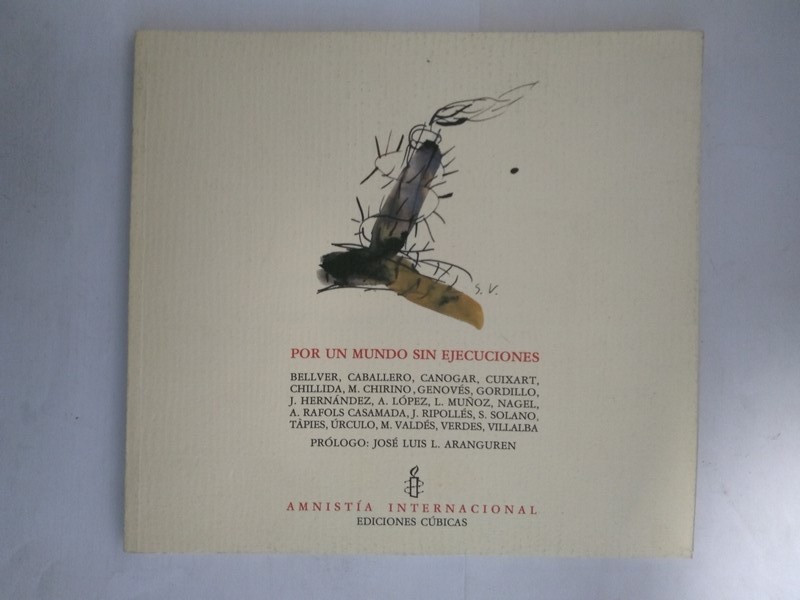 S. V.
POR UN MUNDO SIN EJECUCIONES
BELLVER, CABALLERO, CANOGAR, CUIXART,
CHILLIDA, M. CHIRINO, GENOVÉS, GORDILLO,
J. HERNÁNDEZ, A. LÓPEZ, L. MUÑOZ, NAGEL,
A. RAFOLS CASAMADA, J. RIPOLLÉS, S. SOLANO,
TÀPIES, ÚRCULO, M. VALDÉS, VERDES, VILLALBA
PRÓLOGO: JOSÉ LUIS L. ARANGUREN
AMNISTÍA INTERNACIONAL
EDICIONES CÚBICAS